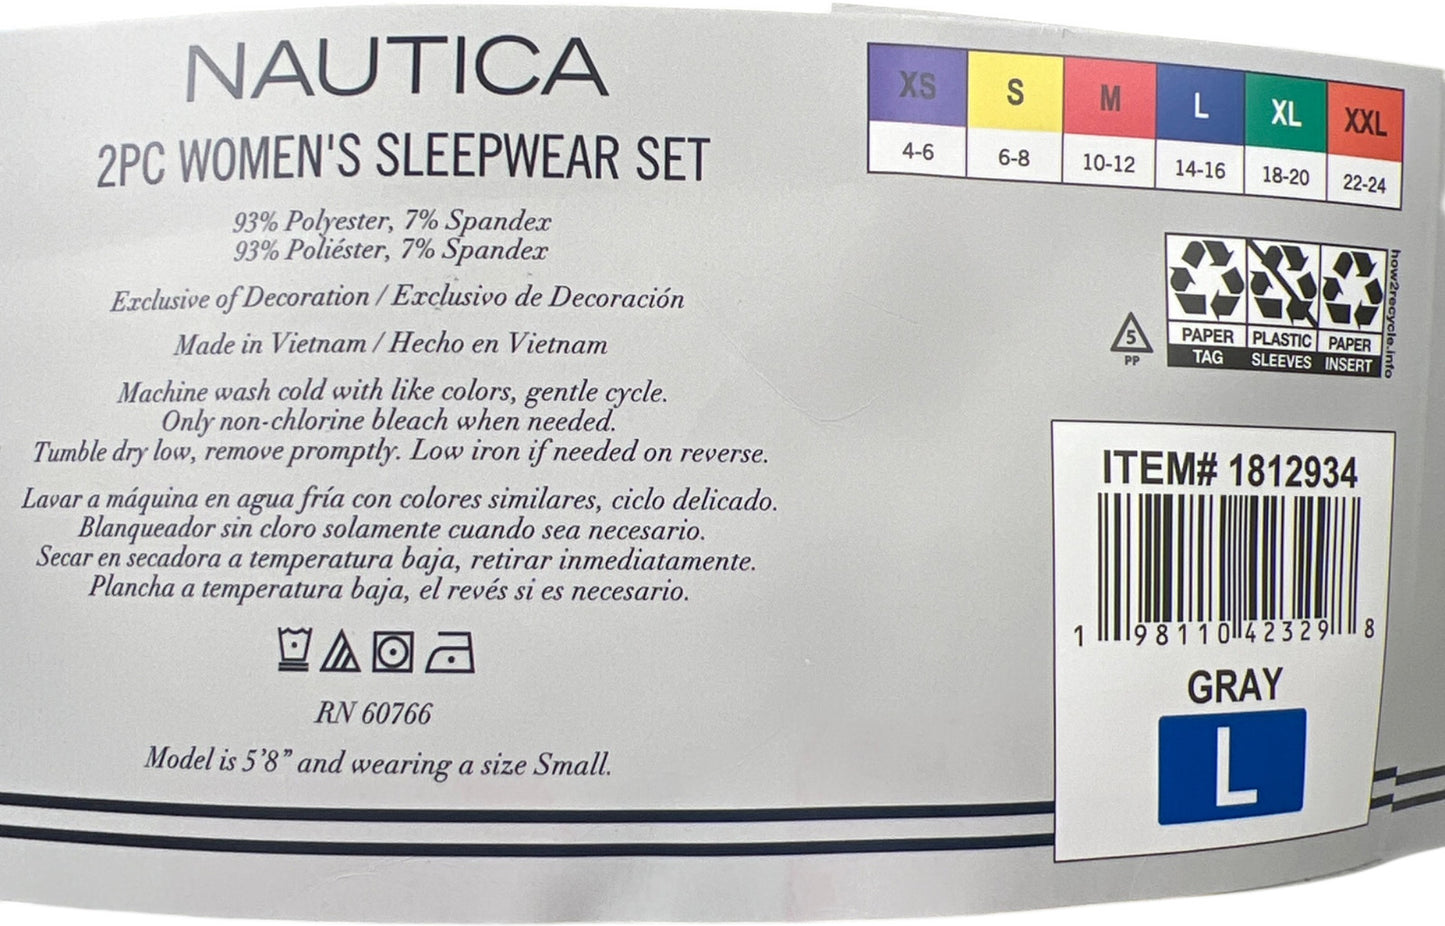 NAUTICA
2PC WOMEN'S SLEEPWEAR SET
93% Polyester, 7% Spandex
93% Poliéster, 7% Spandex
Exclusive of Decoration / Exclusivo de Decoración
Made in Vietnam / Hecho en Vietnam
Machine wash cold with like colors, gentle cycle.
Only non-chlorine bleach when needed.
Tumble dry low, remove promptly. Low iron if needed on reverse.
Lavar a máquina en agua fría con colores similares, ciclo delicado.
Blanqueador sin cloro solamente cuando sea necesario.
Secar en secadora a temperatura baja, retirar inmediatamente.
Plancha a temperatura baja, el revés si es necesario.
RN 60766
Model is 5’8” and wearing a size Small.
XS S M L XL XXL
4-6 6-8 10-12 14-16 18-20 22-24
5
PP
PAPER PLASTIC PAPER
TAG SLEEVES INSERT
how2recycle.info
ITEM# 1812934
1 98110 42329 8
GRAY
L